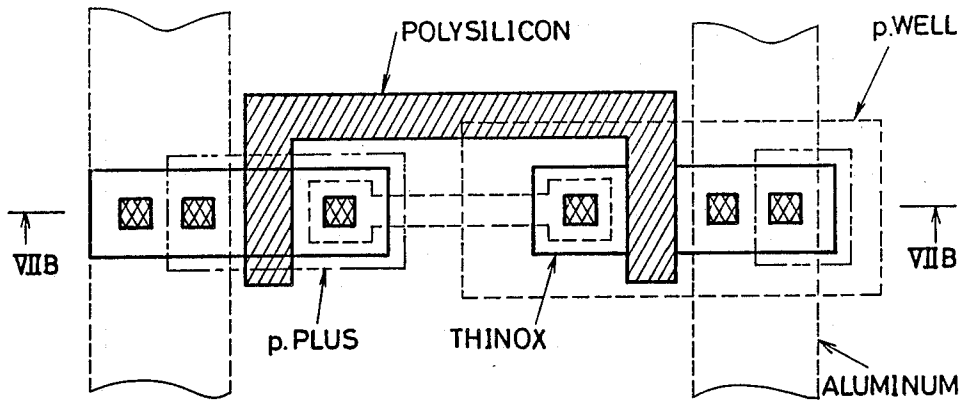 POLYSILICON
p.WELL
VIIB
VIIB
p.PLUS
THINOX
ALUMINUM